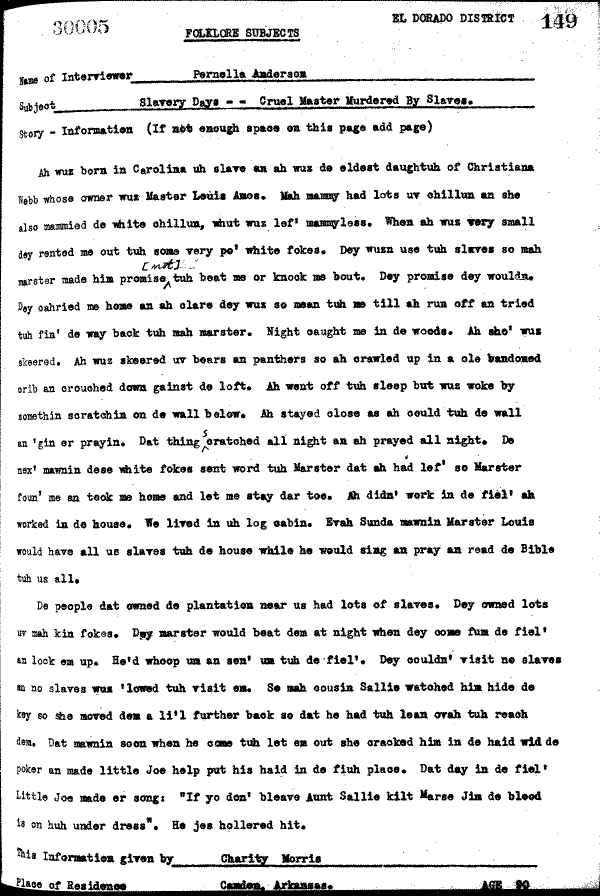 30005
EL DORADO DISTRICT 149
FOLKLORE SUBJECTS
Name of Interviewer Pernella Anderson
Subject Slavery Days - - Cruel Master Murdered By Slaves.
Story - Information (If not enough space on this page add page)
Ah wuz born in Carolina uh slave an ah wuz de eldest daughtuh of Christiana
Webb whose owner wuz Master Louis Amos. Mah mammy had lots uv chillun an she
also mammied de white chillun, whut wuz lef' mammyless. When ah wuz very small
dey rented me out tuh some very po' white fokes. Dey wuzn use tuh slaves so mah
[not]
marster made him promise tuh beat me or knock me bout. Dey promise dey wouldn.
Dey cahried me home an ah clare dey wuz so mean tuh me till ah run off an tried
tuh fin' de way back tuh mah marster. Night caught me in de woods. Ah sho' wuz
skeered. Ah wuz skeered uv bears an panthers so ah crawled up in a ole bandoned
crib an crouched down gainst de loft. Ah went off tuh sleep but wuz woke by
somethin scratchin on de wall below. Ah stayed close as ah could tuh de wall
an 'gin er prayin. Dat thing scratched all night an ah prayed all night. De
nex' mawnin dese white fokes sent word tuh Marster dat ah had lef' so Marster
foun' me an took me home and let me stay dar too. Ah didn' work in de fiel' ah
worked in de house. We lived in uh log cabin. Evah Sunda mawnin Marster Louis
would have all us slaves tuh de house while he would sing an pray an read de Bible
tuh us all.
De people dat owned de plantation near us had lots of slaves. Dey owned lots
uv mah kin fokes. Dey marster would beat dem at night when dey come fum de fiel'
an lock em up. He'd whoop um an sen' um tuh de fiel'. Dey couldn' visit no slaves
an no slaves wuz 'lowed tuh visit em. So mah cousin Sallie watched him hide de
key so she moved dem a li'l further back so dat he had tuh lean ovah tuh reach
dem. Dat mawnin soon when he come tuh let em out she cracked him in de haid wid de
poker an made little Joe help put his haid in de fiuh place. Dat day in de fiel'
Little Joe made er song: "If yo don' bleave Aunt Sallie kilt Marse Jim de blood
is on huh under dress". He jes hollered hit.
This Information given by Charity Morris
Place of Residence Camden, Arkansas. AGE 90